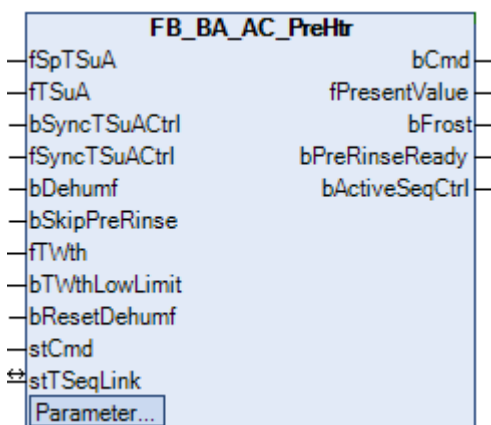 FB_BA_AC_PreHtr
fSpTSuA bCmd
fTSuA fPresentValue
bSyncTSuACtrl bFrost
fSyncTSuACtrl bPreRinseReady
bDehumf bActiveSeqCtrl
bSkipPreRinse
fTWth
bTWthLowLimit
bResetDehumf
stCmd
stTSeqLink
Parameter...